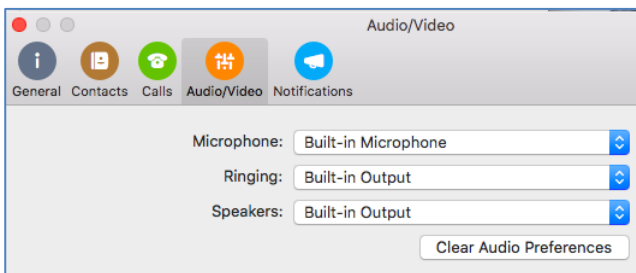 Audio/Video
General Contacts Calls Audio/Video Notifications
Microphone: Built-in Microphone
Ringing: Built-in Output
Speakers: Built-in Output
Clear Audio Preferences